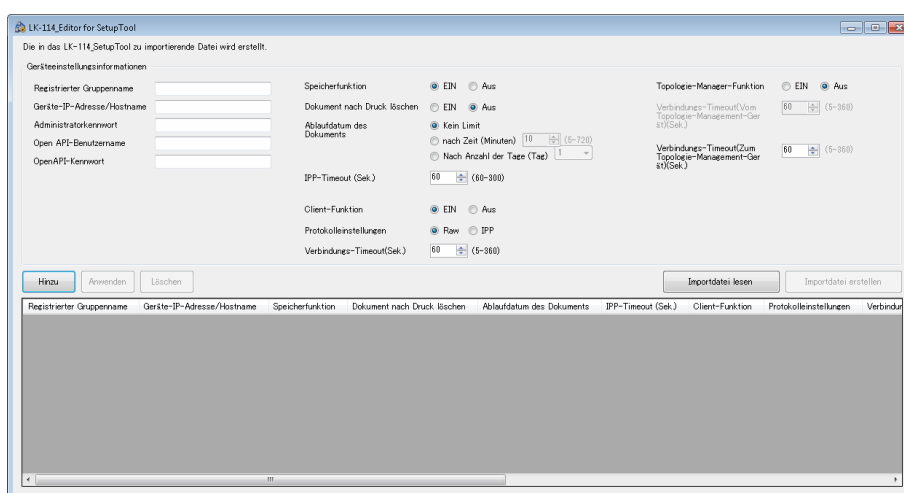 LK-114_Editor for SetupTool
Die in das LK-114_SetupTool zu importierende Datei wird erstellt.
Geräteeinstellungsinformationen
Registrierter Gruppenname
Geräte-IP-Adresse/Hostname
Administratorkennwort
Open API-Benutzername
OpenAPI-Kennwort
Speicherfunktion EIN Aus
Dokument nach Druck löschen EIN Aus
Ablaufdatum des Dokuments Kein Limit
nach Zeit (Minuten) 10 (5-720)
Nach Anzahl der Tage (Tag) 1
IPP-Timeout (Sek.) 60 (60-300)
Client-Funktion EIN Aus
Protokolleinstellungen Raw IPP
Verbindungs-Timeout(Sek.) 60 (5-360)
Topologie-Manager-Funktion EIN Aus
Verbindungs-Timeout(Vom Topologie-Management-Gerät)(Sek.) 60 (5-360)
Verbindungs-Timeout(Zum Topologie-Management-Gerät)(Sek.) 60 (5-360)
Hinzu Anwenden Löschen Importdatei lesen Importdatei erstellen
Registrierter Gruppenname Geräte-IP-Adresse/Hostname Speicherfunktion Dokument nach Druck löschen Ablaufdatum des Dokuments IPP-Timeout (Sek.) Client-Funktion Protokolleinstellungen Verbindun